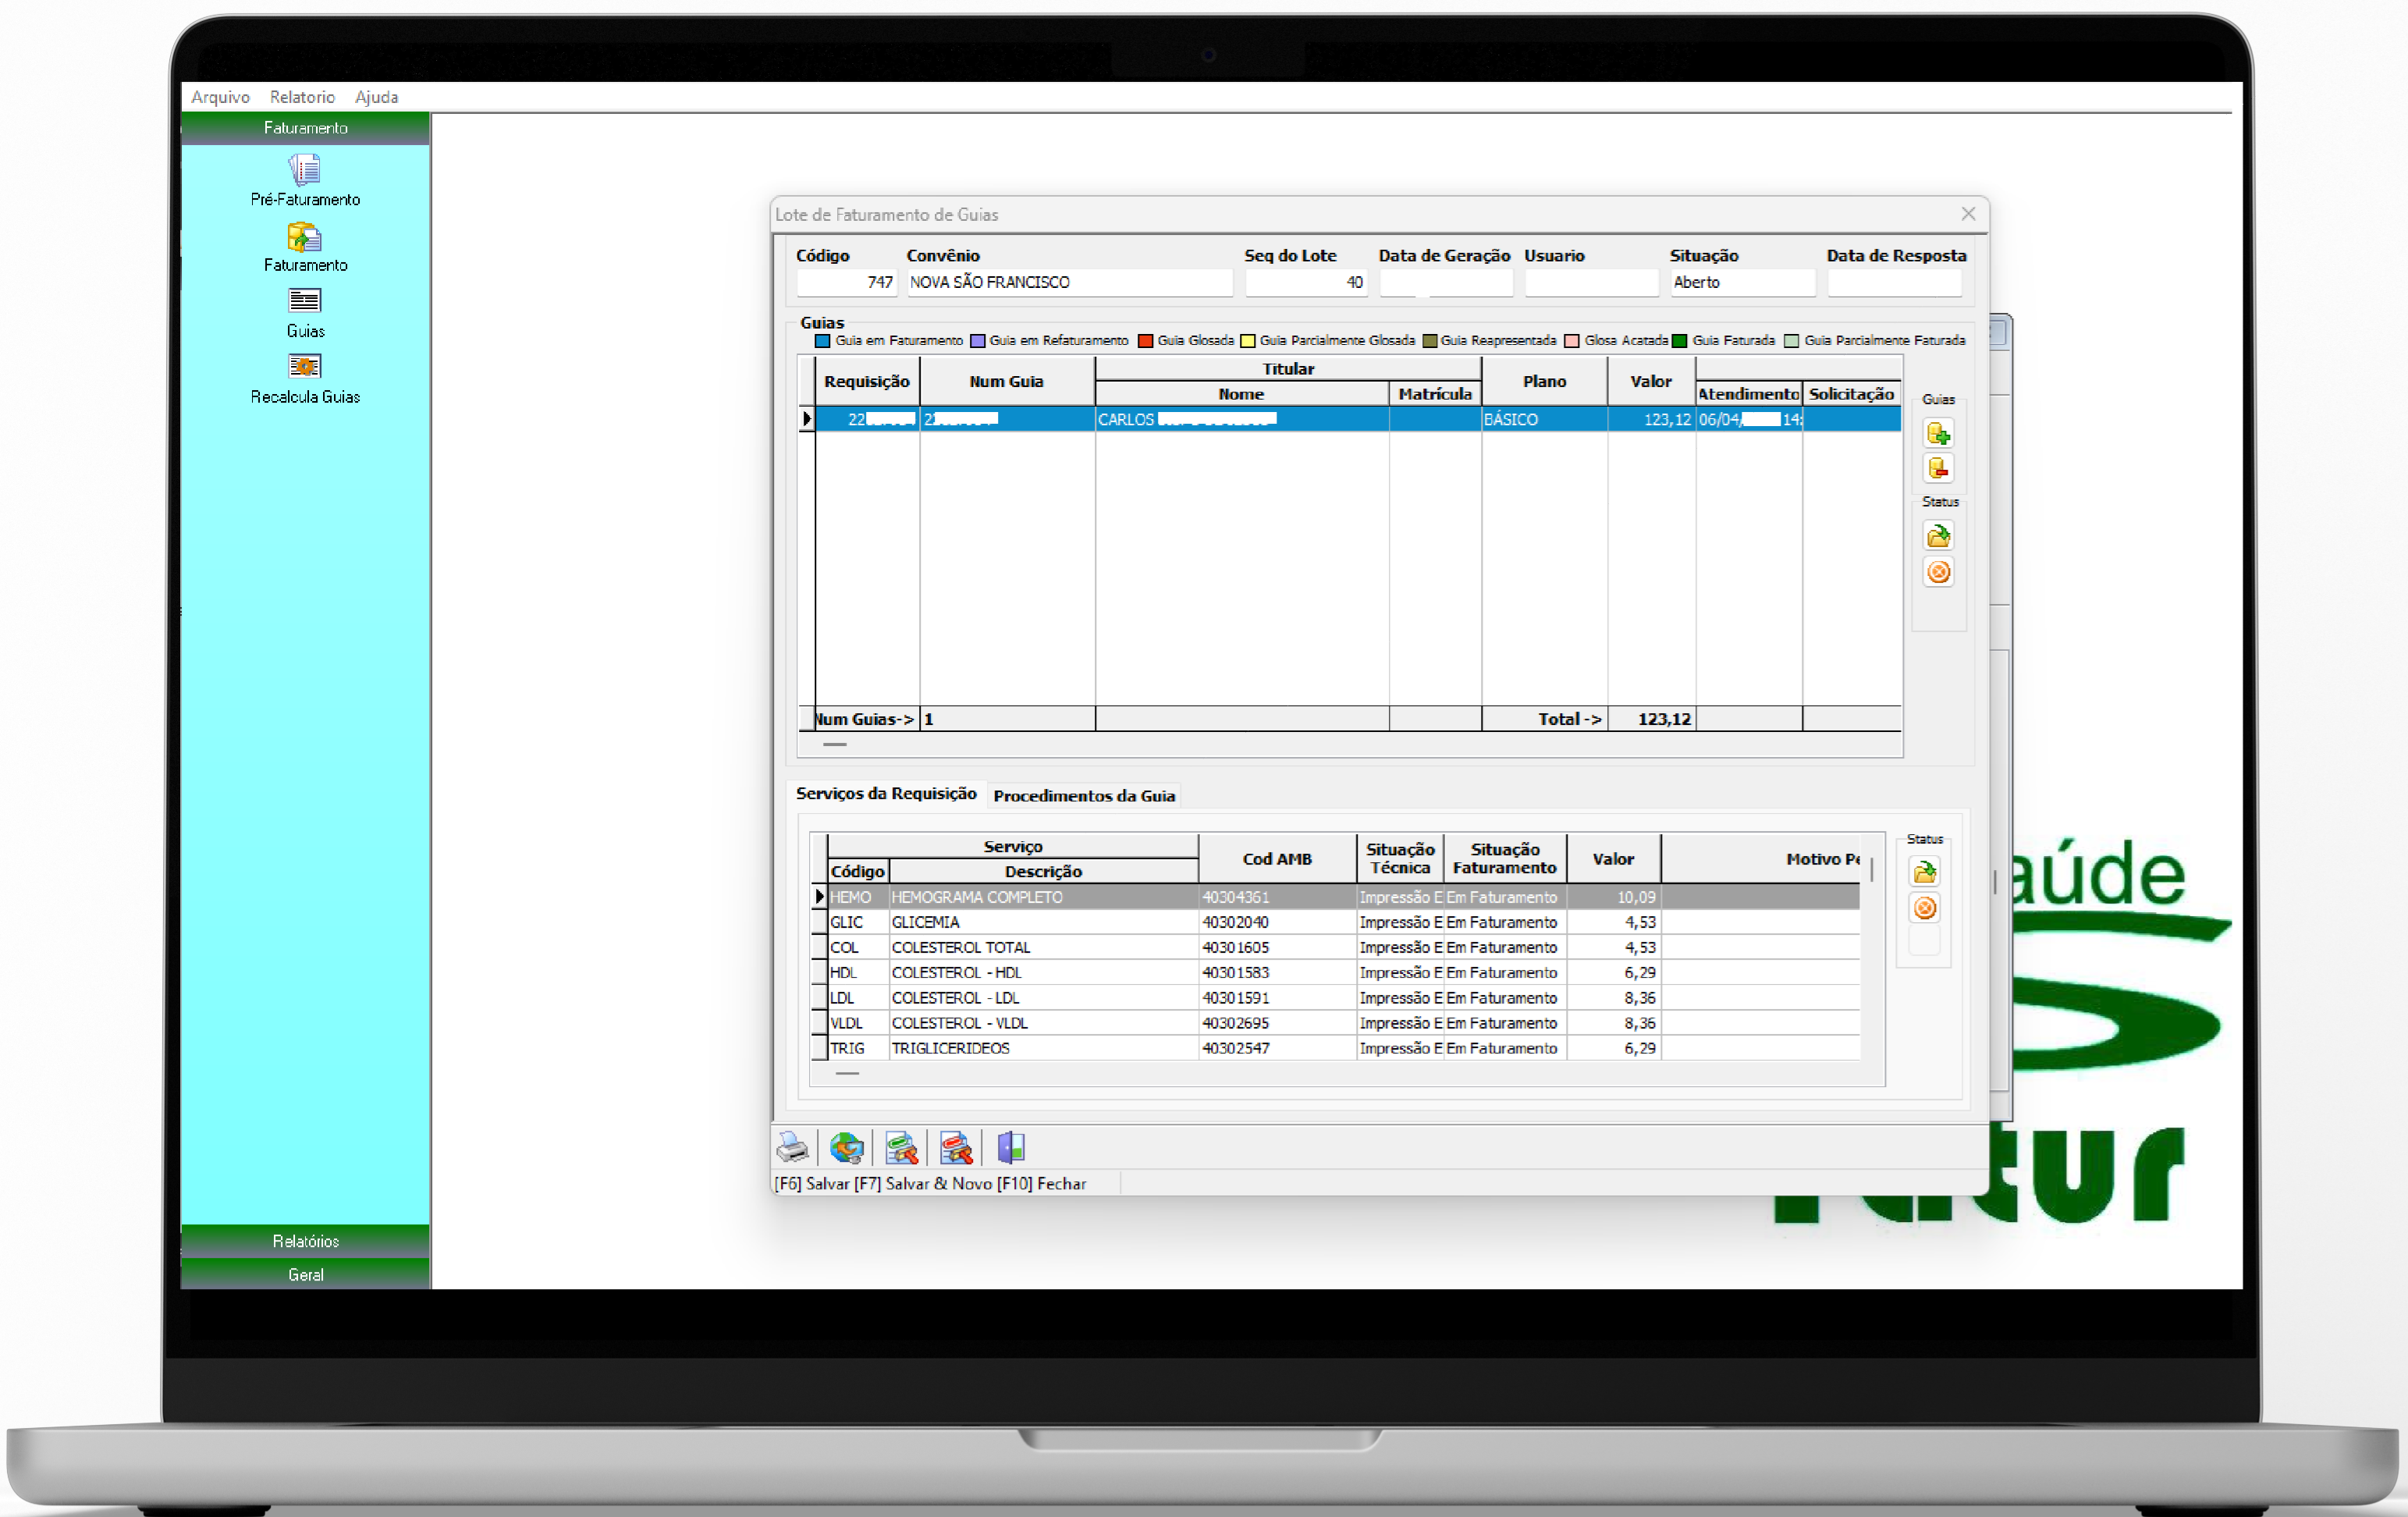 Arquivo Relatorio Ajuda
Faturamento
Pré-Faturamento
Faturamento
Guias
Recalcula Guias
Relatórios
Geral
Lote de Faturamento de Guias
Código Convênio Seq do Lote Data de Geração Usuario Situação Data de Resposta
747 NOVA SÃO FRANCISCO 40 Aberto
Guias
Guia em Faturamento Guia em Refaturamento Guia Glosada Guia Parcialmente Glosada Guia Reapresentada Glosa Acatada Guia Faturada Guia Parcialmente Faturada
Titular
Requisição Num Guia Plano Valor
Nome Matrícula Atendimento Solicitação
22 2 CARLOS BÁSICO 123,12 06/04/ 14:
Num Guias-> 1 Total -> 123,12
Guias
Status
Serviços da Requisição Procedimentos da Guia
Serviço Cod AMB Situação Técnica Situação Faturamento Valor Motivo Pe
Código Descrição
HEMO HEMOGRAMA COMPLETO 40304361 Impressão E Em Faturamento 10,09
GLIC GLICEMIA 40302040 Impressão E Em Faturamento 4,53
COL COLESTEROL TOTAL 40301605 Impressão E Em Faturamento 4,53
HDL COLESTEROL - HDL 40301583 Impressão E Em Faturamento 6,29
LDL COLESTEROL - LDL 40301591 Impressão E Em Faturamento 8,36
VLDL COLESTEROL - VLDL 40302695 Impressão E Em Faturamento 8,36
TRIG TRIGLICERIDEOS 40302547 Impressão E Em Faturamento 6,29
Status
[F6] Salvar [F7] Salvar & Novo [F10] Fechar
aúde
tur